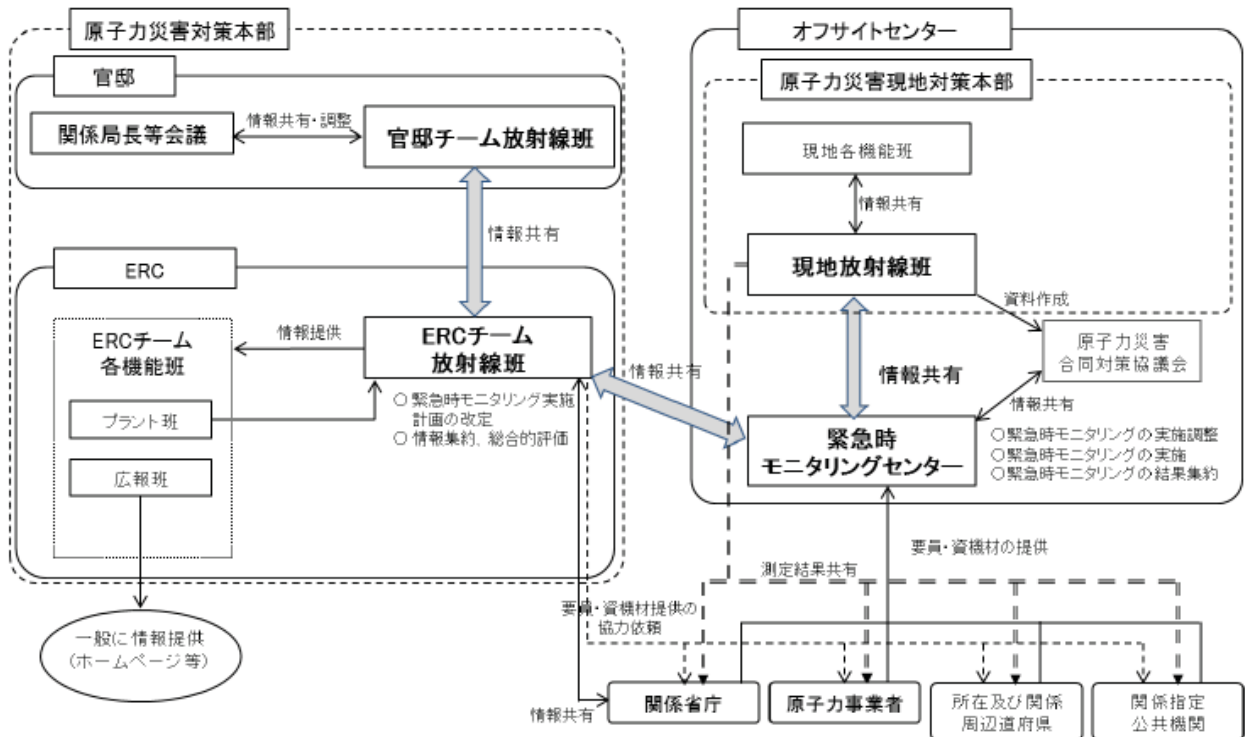 原子力災害対策本部
官邸
関係局長等会議
情報共有・調整
官邸チーム放射線班
情報共有
ERC
ERCチーム
各機能班
情報提供
ERCチーム
放射線班
プラント班
広報班
○ 緊急時モニタリング実施
計画の改定
○ 情報集約、総合的評価
一般に情報提供
(ホームページ等)
情報共有
オフサイトセンター
原子力災害現地対策本部
現地各機能班
情報共有
現地放射線班
資料作成
原子力災害
合同対策協議会
情報共有
情報共有
緊急時
モニタリングセンター
○緊急時モニタリングの実施調整
○緊急時モニタリングの実施
○緊急時モニタリングの結果集約
要員・資機材の提供
測定結果共有
要員・資機材提供の
協力依頼
情報共有
関係省庁
原子力事業者
所在及び関係
周辺道府県
関係指定
公共機関